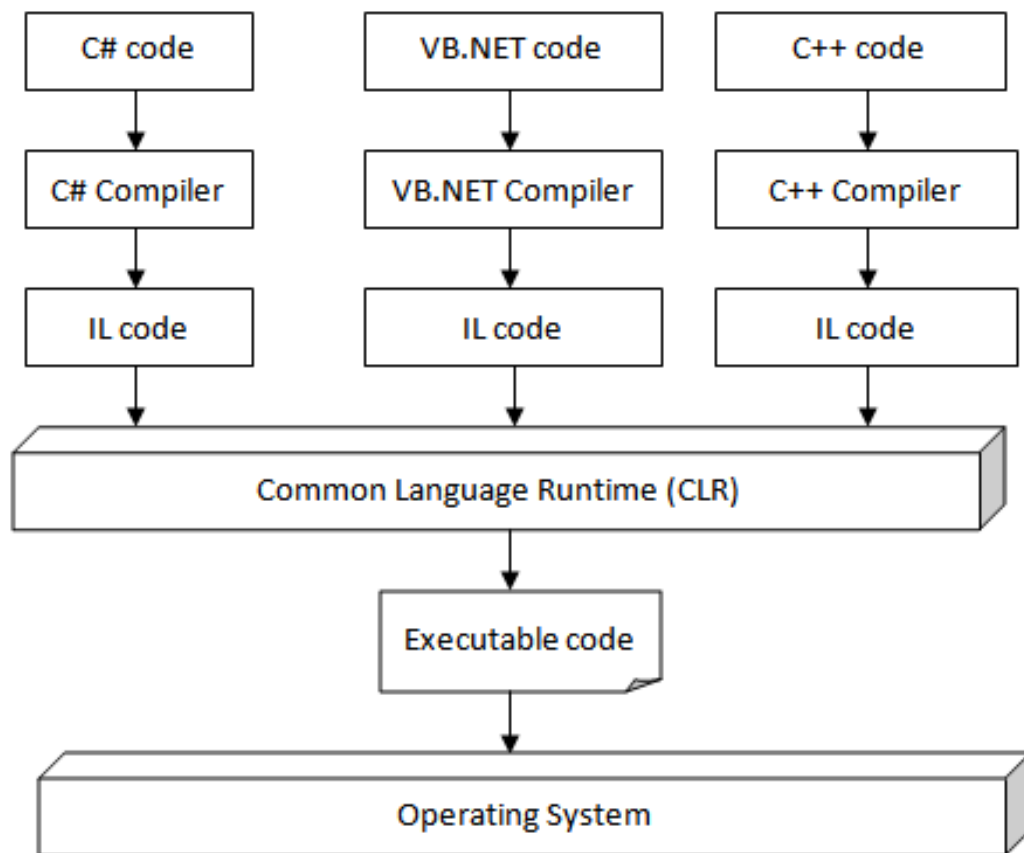 C# code
VB.NET code
C++ code
C# Compiler
VB.NET Compiler
C++ Compiler
IL code
IL code
IL code
Common Language Runtime (CLR)
Executable code
Operating System